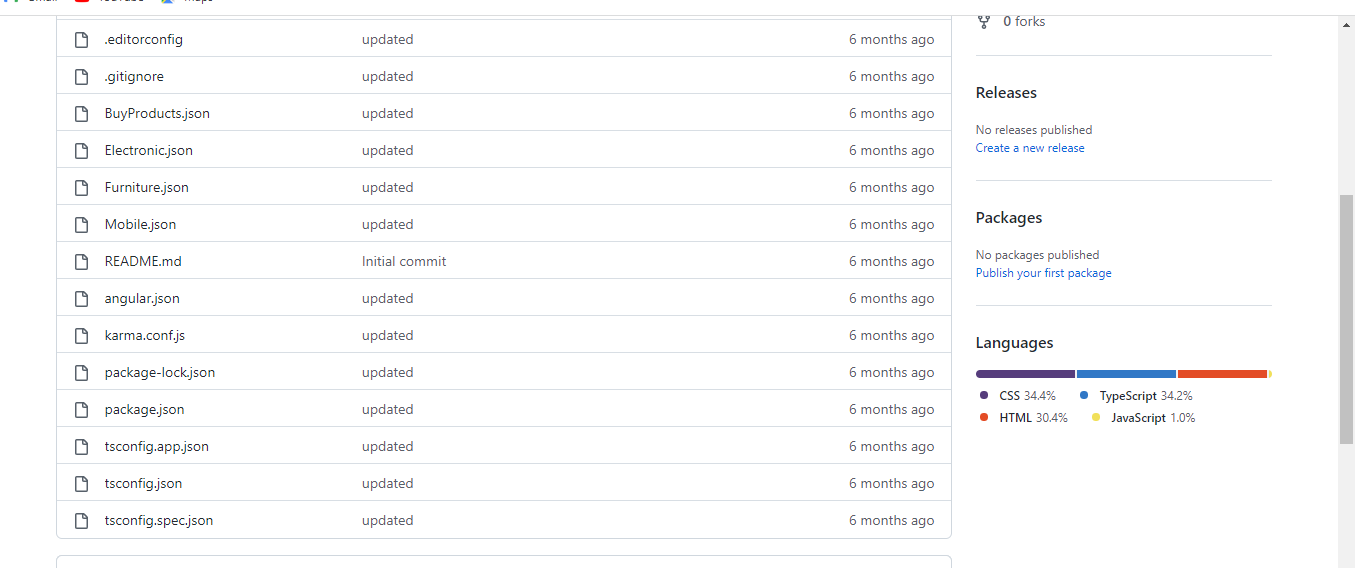 0 forks
.editorconfig updated 6 months ago
.gitignore updated 6 months ago
BuyProducts.json updated 6 months ago
Electronic.json updated 6 months ago
Furniture.json updated 6 months ago
Mobile.json updated 6 months ago
README.md Initial commit 6 months ago
angular.json updated 6 months ago
karma.conf.js updated 6 months ago
package-lock.json updated 6 months ago
package.json updated 6 months ago
tsconfig.app.json updated 6 months ago
tsconfig.json updated 6 months ago
tsconfig.spec.json updated 6 months ago
Releases
No releases published
Create a new release
Packages
No packages published
Publish your first package
Languages
CSS 34.4% TypeScript 34.2%
HTML 30.4% JavaScript 1.0%